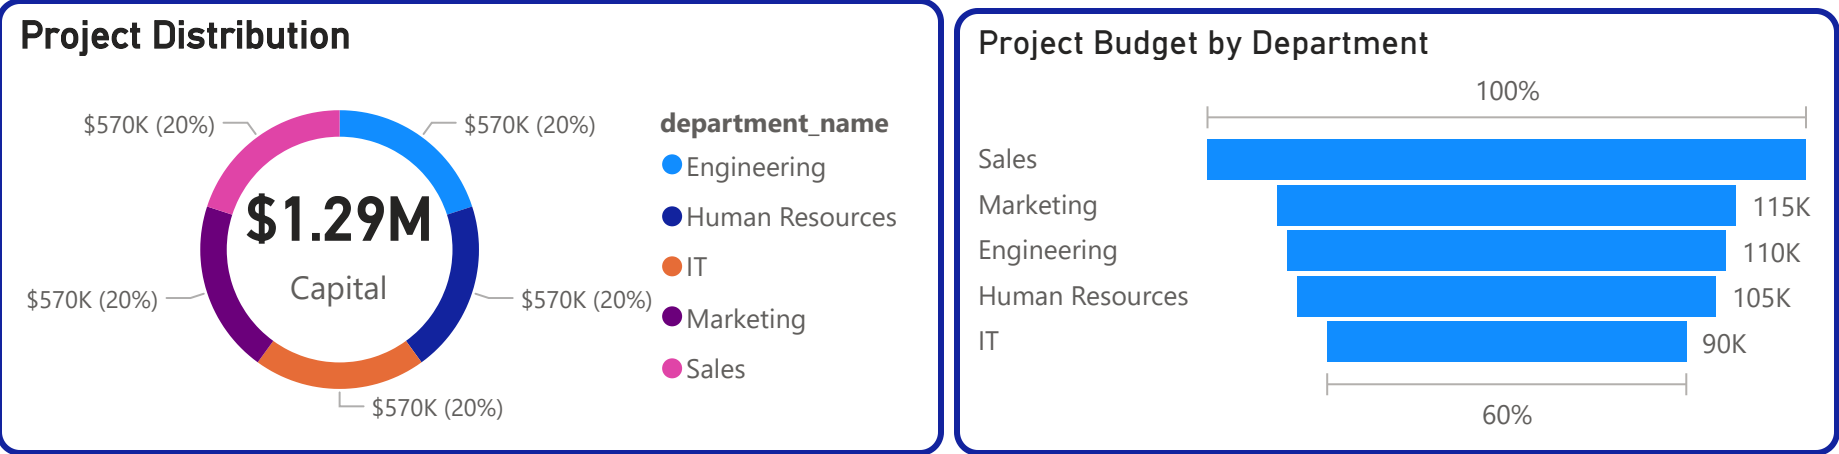 Project Distribution
$570K (20%)
$570K (20%)
$1.29M
Capital
$570K (20%)
$570K (20%)
$570K (20%)
department_name
Engineering
Human Resources
IT
Marketing
Sales
Project Budget by Department
100%
Sales
Marketing 115K
Engineering 110K
Human Resources 105K
IT 90K
60%